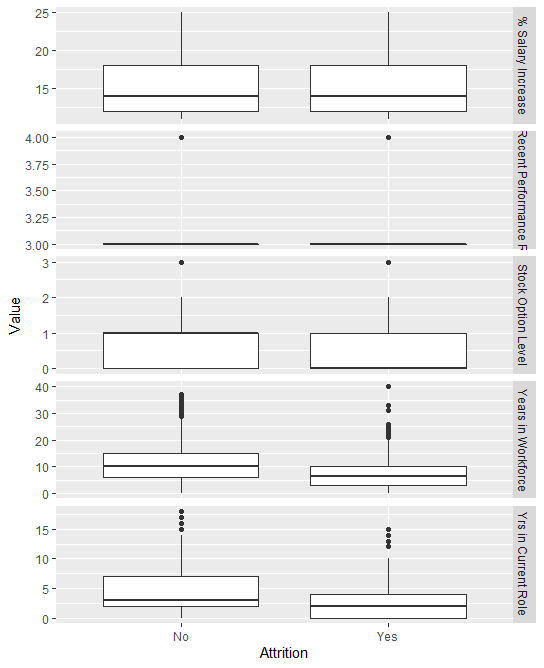 25
20
15
% Salary Increase
4.00
3.75
3.50
3.25
3.00
Recent Performance R
3
2
1
0
Stock Option Level
40
30
20
10
0
Years in Workforce
15
10
5
0
Yrs in Current Role
Value
No Yes
Attrition